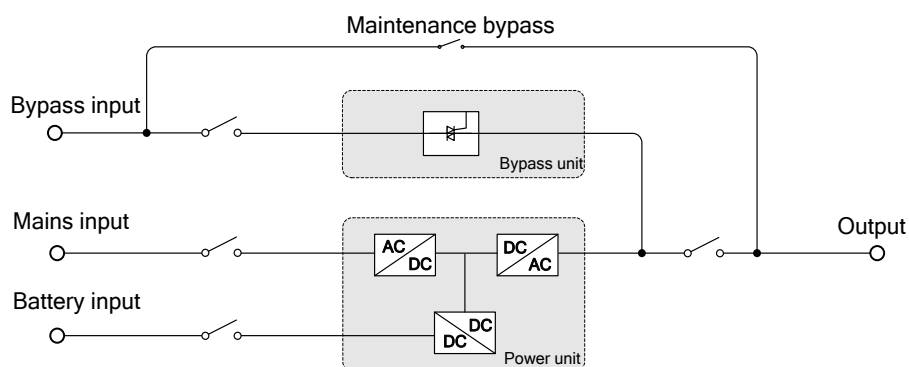 Maintenance bypass
Bypass input
Bypass unit
Mains input
AC
DC
DC
AC
Output
Battery input
DC
DC
Power unit